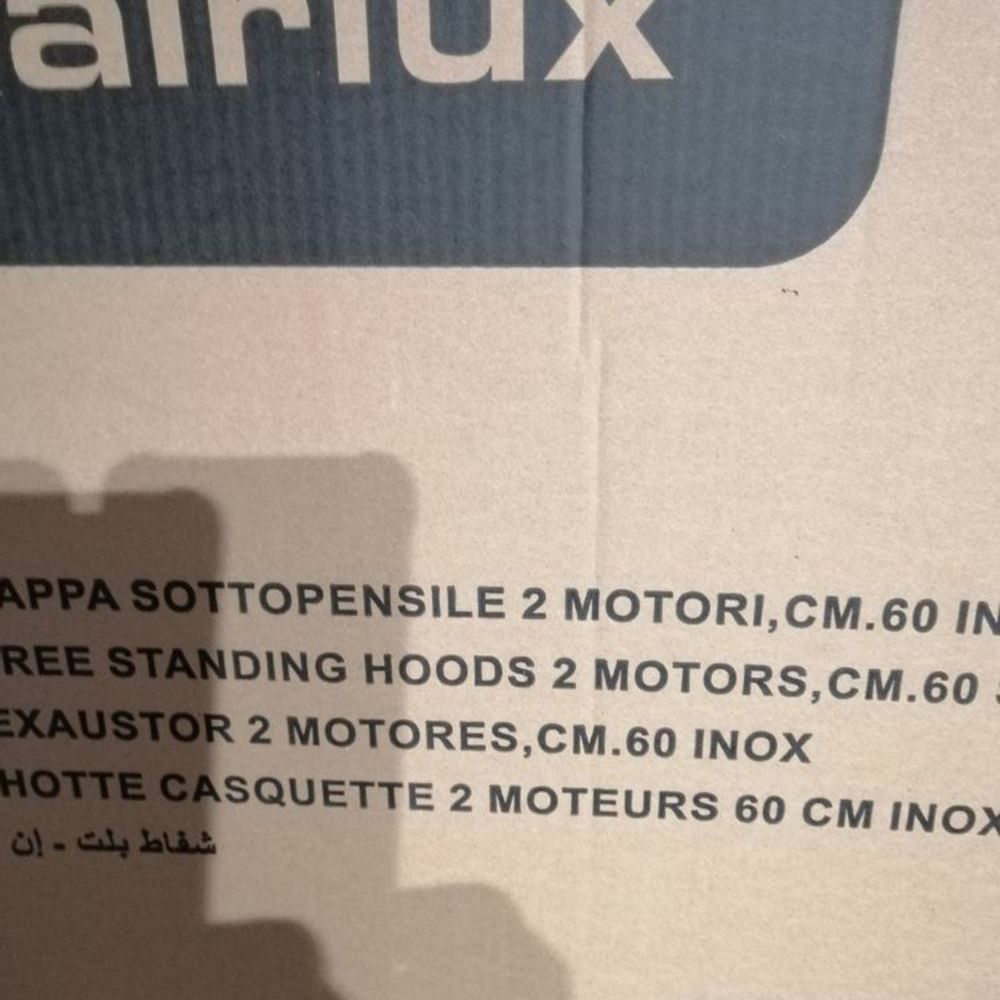 airlux
APPA SOTTOPENSILE 2 MOTORI,CM.60 IN
REE STANDING HOODS 2 MOTORS,CM.60
EXAUSTOR 2 MOTORES,CM.60 INOX
HOTTE CASQUETTE 2 MOTEURS 60 CM INOX
شفاط بلت - إن